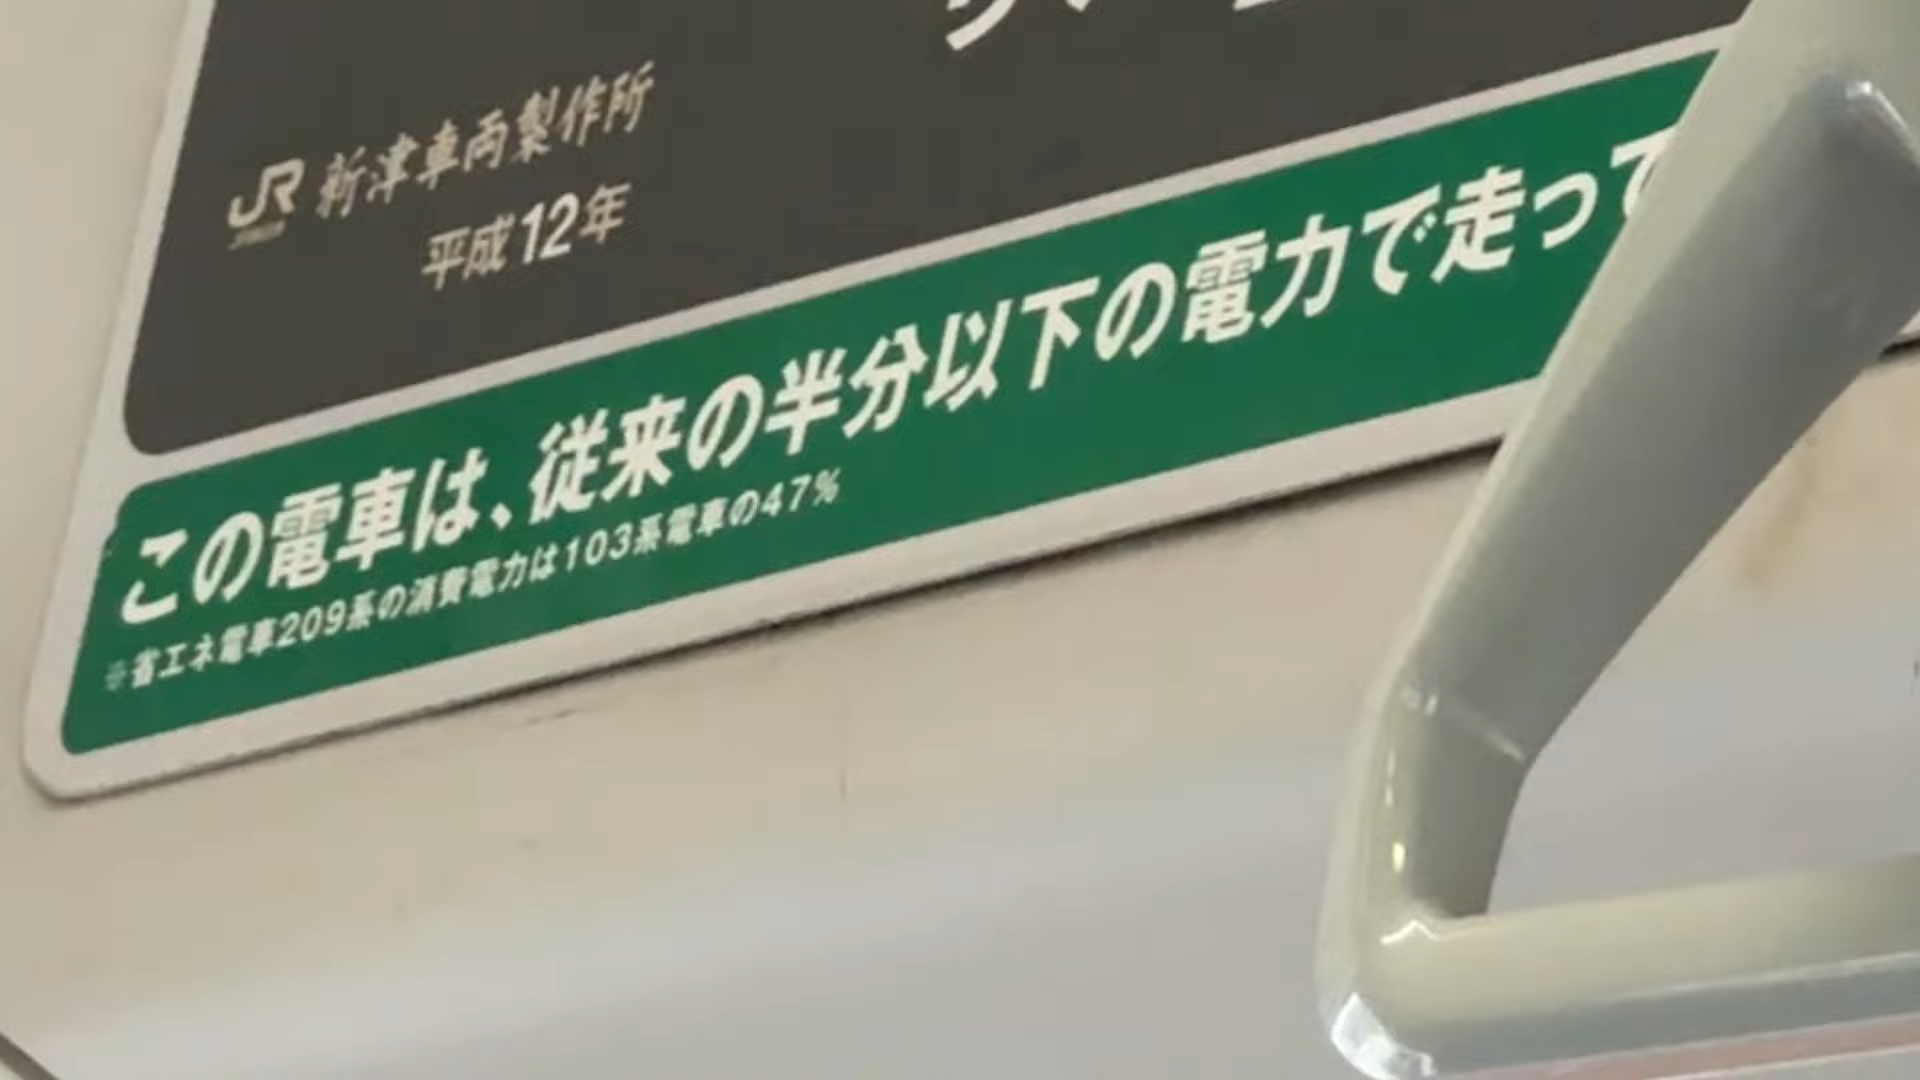 JR 新津車両製作所
平成12年
この電車は、従来の半分以下の電力で走って
※省エネ電車209系の消費電力は103系電車の47%